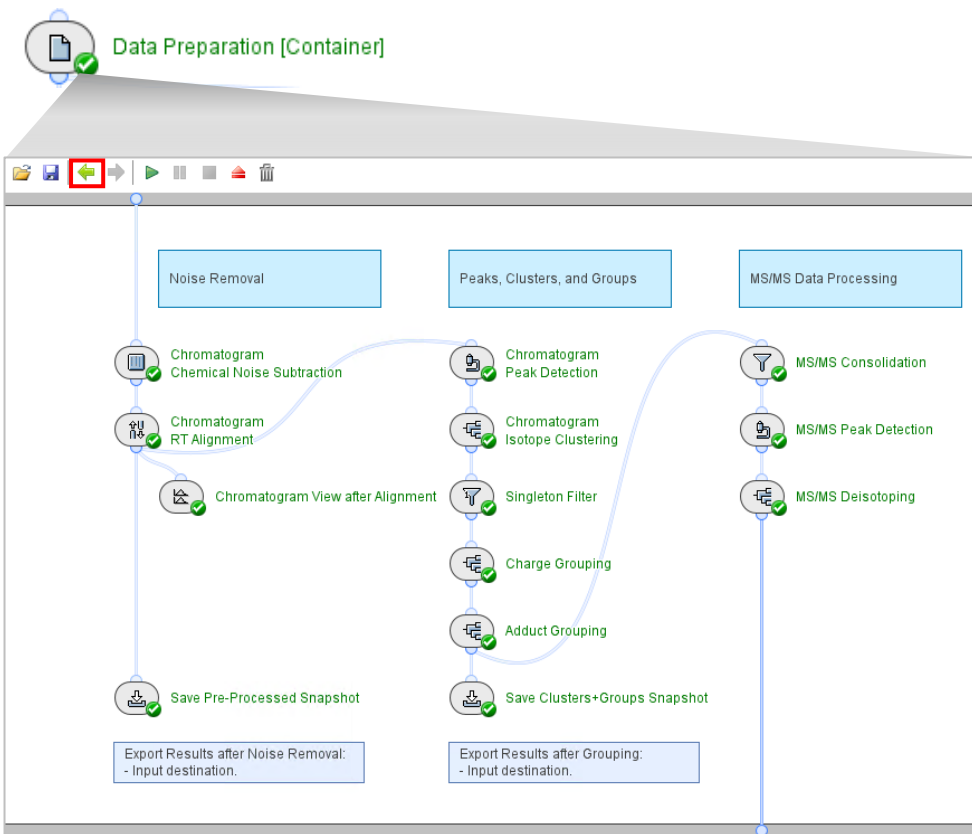 Data Preparation [Container]
Noise Removal
Peaks, Clusters, and Groups
MS/MS Data Processing
Chromatogram
Chemical Noise Subtraction
Chromatogram
Peak Detection
MS/MS Consolidation
Chromatogram
RT Alignment
Chromatogram
Isotope Clustering
MS/MS Peak Detection
Chromatogram View after Alignment
Singleton Filter
MS/MS Deisotoping
Charge Grouping
Adduct Grouping
Save Pre-Processed Snapshot
Save Clusters+Groups Snapshot
Export Results after Noise Removal:
- Input destination.
Export Results after Grouping:
- Input destination.